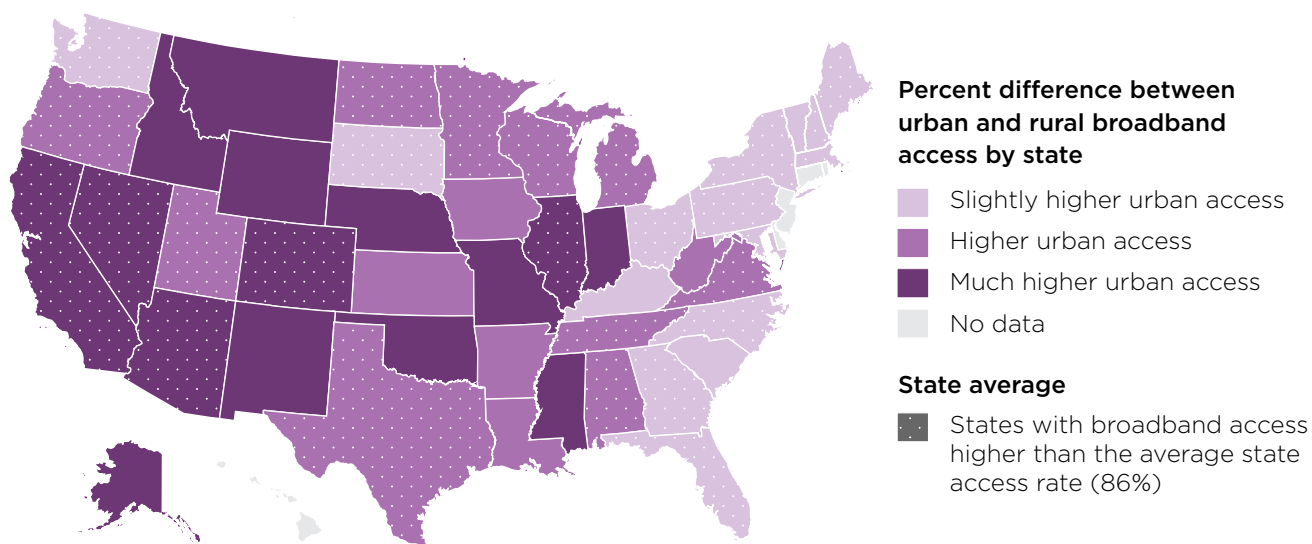 Percent difference between
urban and rural broadband
access by state
Slightly higher urban access
Higher urban access
Much higher urban access
No data
State average
States with broadband access
higher than the average state
access rate (86%)